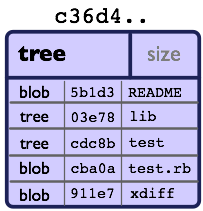 c36d4..
tree size
blob 5b1d3 README
tree 03e78 lib
tree cdc8b test
blob cba0a test.rb
blob 911e7 xdiff